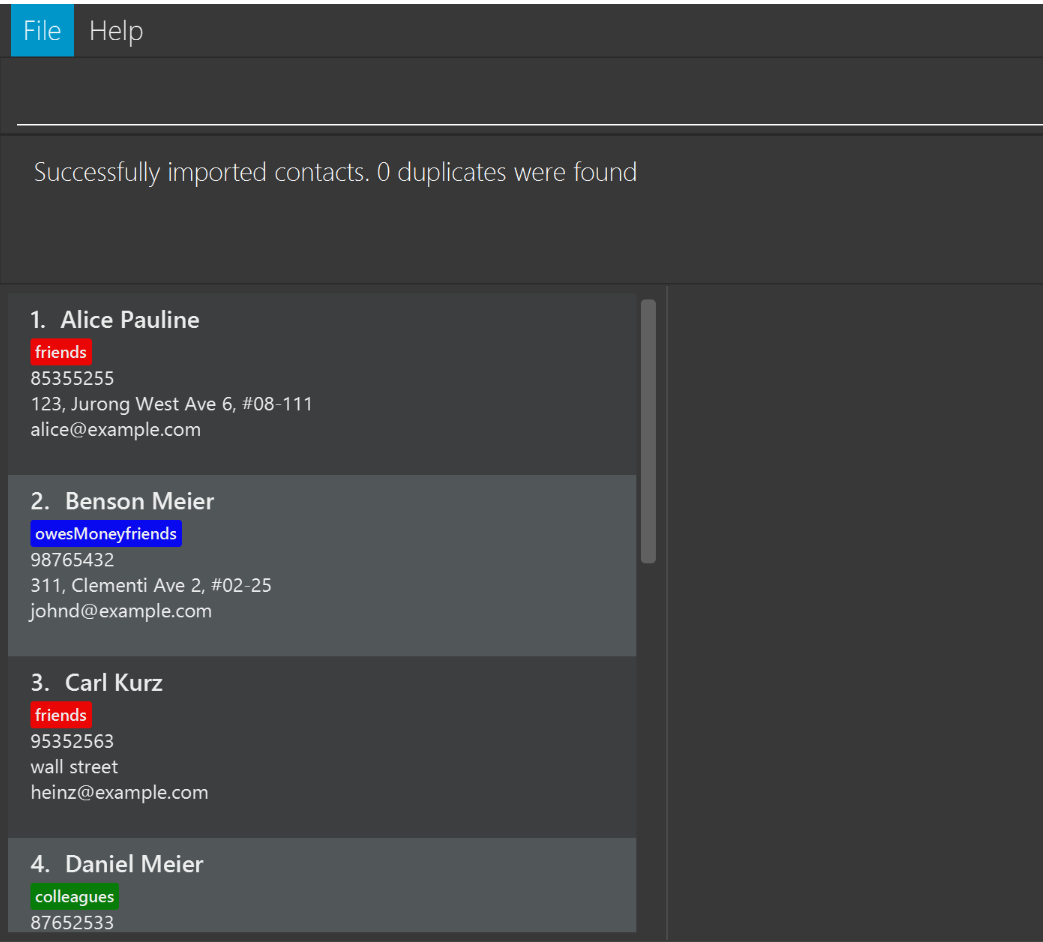 File Help
Successfully imported contacts. 0 duplicates were found
1. Alice Pauline
friends
85355255
123, Jurong West Ave 6, #08-111
alice@example.com
2. Benson Meier
owesMoneyfriends
98765432
311, Clementi Ave 2, #02-25
johnd@example.com
3. Carl Kurz
friends
95352563
wall street
heinz@example.com
4. Daniel Meier
colleagues
87652533